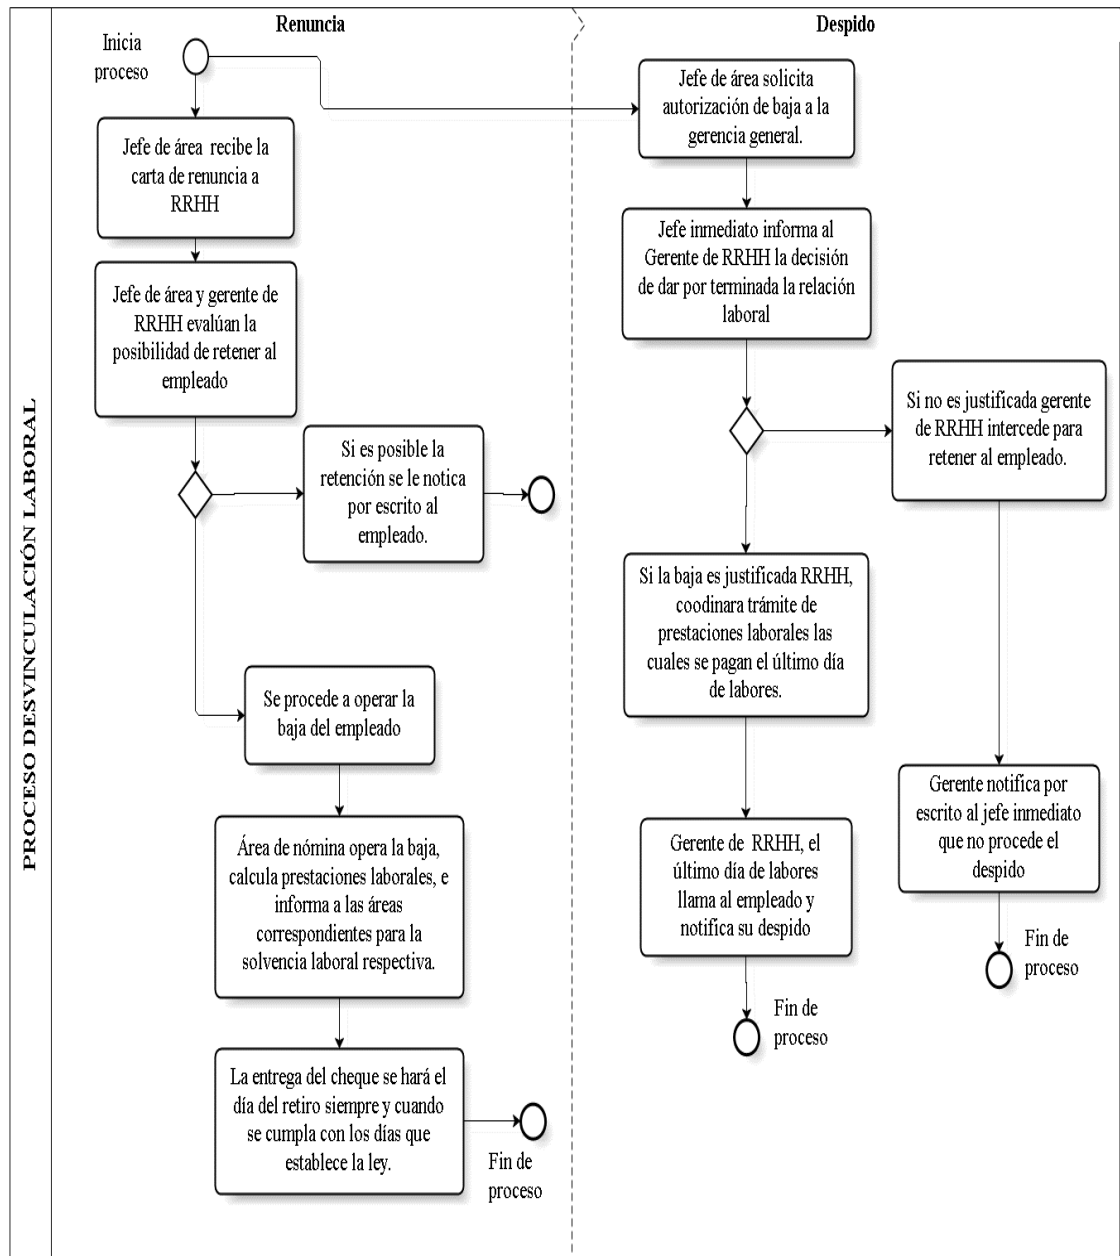 PROCESO DESVINCULACIÓN LABORAL
Renuncia
Inicia
proceso
Jefe de área recibe la
carta de renuncia a
RRHH
Jefe de área y gerente de
RRHH evalúan la
posibilidad de retener al
empleado
Si es posible la
retención se le notica
por escrito al
empleado.
Se procede a operar la
baja del empleado
Área de nómina opera la baja,
calcula prestaciones laborales, e
informa a las áreas
correspondientes para la
solvencia laboral respectiva.
La entrega del cheque se hará el
día del retiro siempre y cuando
se cumpla con los días que
establece la ley.
Fin de
proceso
Despido
Jefe de área solicita
autorización de baja a la
gerencia general.
Jefe inmediato informa al
Gerente de RRHH la decisión
de dar por terminada la relación
laboral
Si no es justificada gerente
de RRHH intercede para
retener al empleado.
Si la baja es justificada RRHH,
coodinara trámite de
prestaciones laborales las
cuales se pagan el último día
de labores.
Gerente notifica por
escrito al jefe inmediato
que no procede el
despido
Gerente de RRHH, el
último día de labores
llama al empleado y
notifica su despido
Fin de
proceso
Fin de
proceso